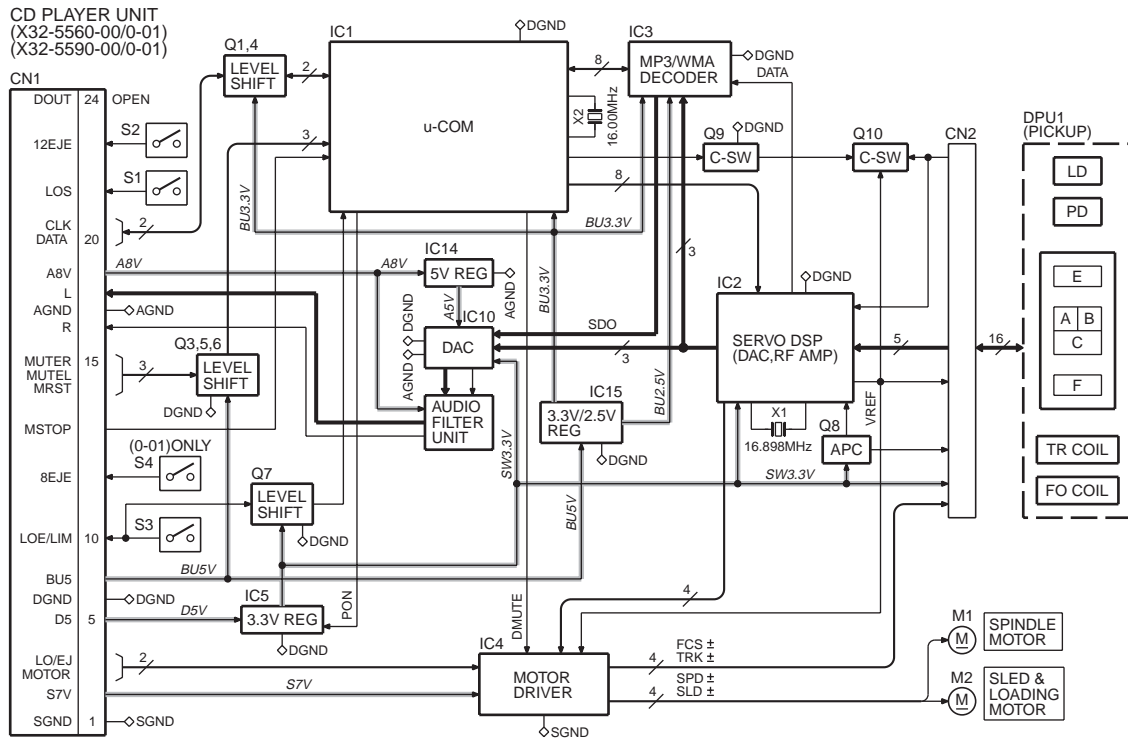 CD PLAYER UNIT
(X32-5560-00/0-01)
(X32-5590-00/0-01)
CN1
DOUT 24 OPEN
12EJE
S2
LOS
S1
CLK
DATA 20
2
A8V
A8V
L
AGND
AGND
R
MUTER 15
MUTEL
MRST
3
MSTOP
(0-01)ONLY
8EJE
S4
LOE/LIM 10
S3
BU5
BU5V
DGND
DGND
D5 5
D5V
LO/EJ
MOTOR
2
S7V
S7V
SGND 1
SGND
Q1,4
LEVEL
SHIFT
2
3
Q3,5,6
LEVEL
SHIFT
DGND
Q7
LEVEL
SHIFT
DGND
IC5
3.3V REG
DGND
PON
IC1
u-COM
DGND
8
X2
16.00MHz
8
BU3.3V
BU3.3V
BU3.3V
IC3
MP3/WMA
DECODER
DGND
DATA
Q9
C-SW
DGND
Q10
C-SW
3
IC14
5V REG
A8V
AGND
A5V
DGND
AGND
IC10
DAC
SDO
3
AUDIO
FILTER
UNIT
SW3.3V
IC15
3.3V/2.5V
REG
DGND
BU2.5V
BU5V
IC2
SERVO DSP
(DAC,RF AMP)
DGND
5
X1
16.898MHz
Q8
APC
VREF
SW3.3V
4
DMUTE
IC4
MOTOR
DRIVER
SGND
FCS ±
TRK ±
4
SPD ±
SLD ±
4
M1
M
SPINDLE
MOTOR
M2
M
SLED &
LOADING
MOTOR
CN2
16
DPU1
(PICKUP)
LD
PD
E
A B
C
F
TR COIL
FO COIL